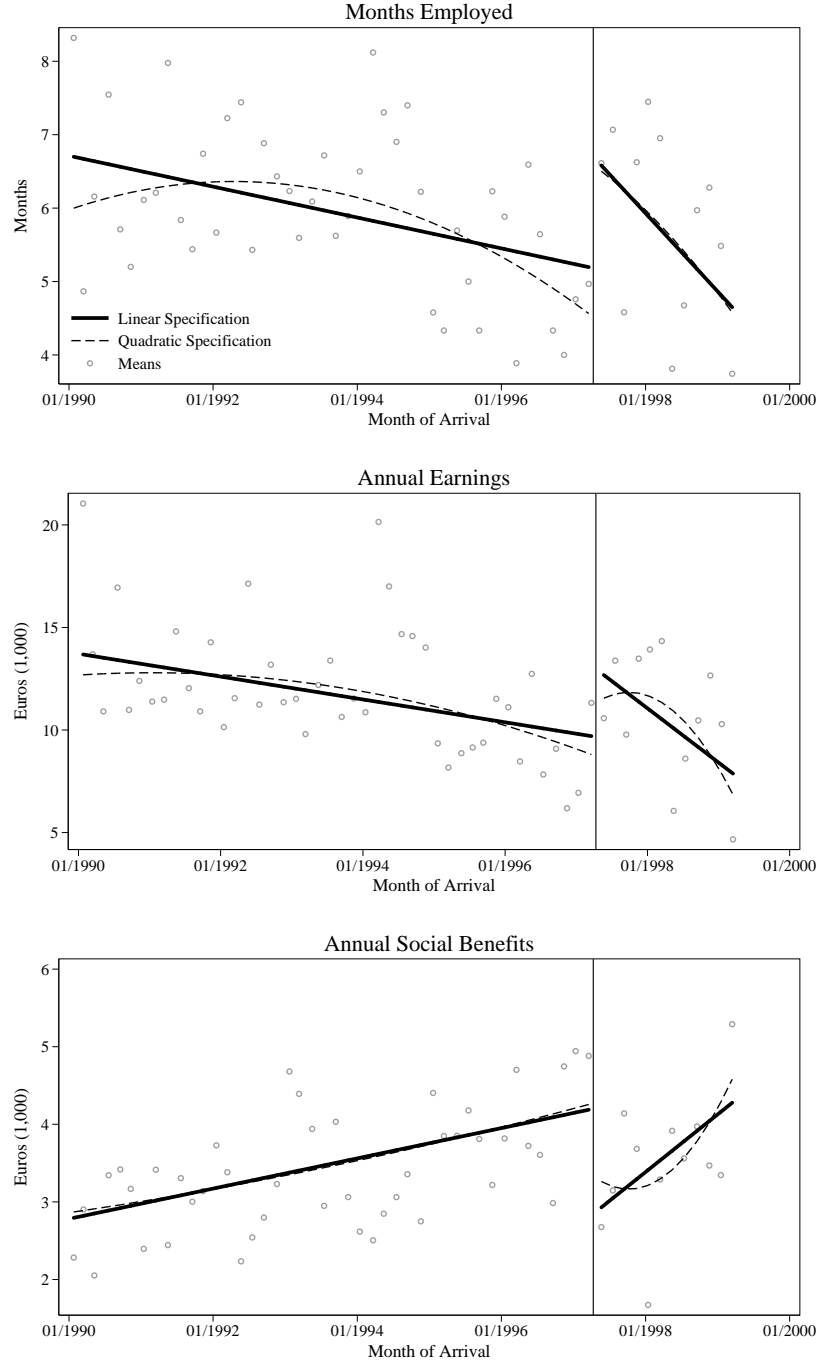 Months Employed
8
7
6
5
4
Months
Linear Specification
Quadratic Specification
Means
01/1990 01/1992 01/1994 01/1996 01/1998 01/2000
Month of Arrival
Annual Earnings
20
15
10
5
Euros (1,000)
01/1990 01/1992 01/1994 01/1996 01/1998 01/2000
Month of Arrival
Annual Social Benefits
6
5
4
3
2
Euros (1,000)
01/1990 01/1992 01/1994 01/1996 01/1998 01/2000
Month of Arrival